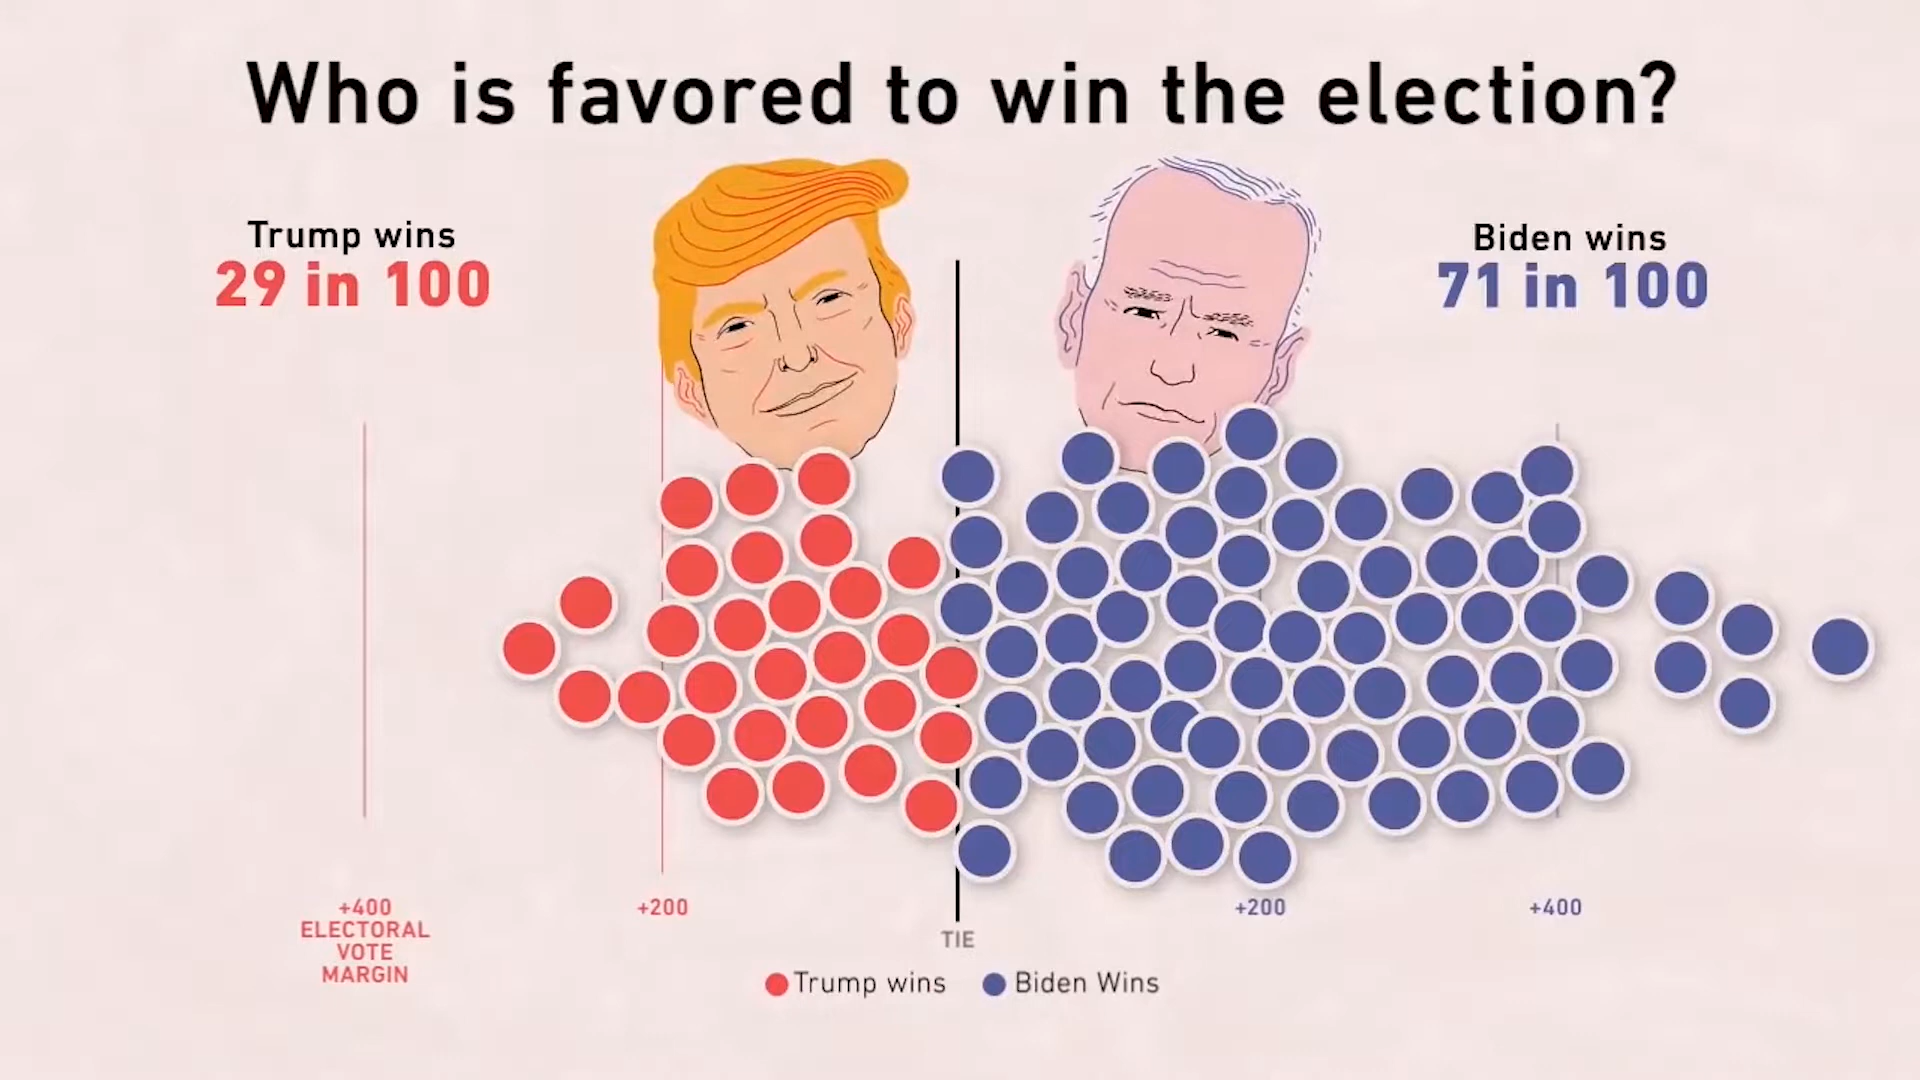 Who is favored to win the election?
Trump wins
29 in 100
Biden wins
71 in 100
+400
ELECTORAL
VOTE
MARGIN
+200
TIE
+200
+400
Trump wins
Biden Wins